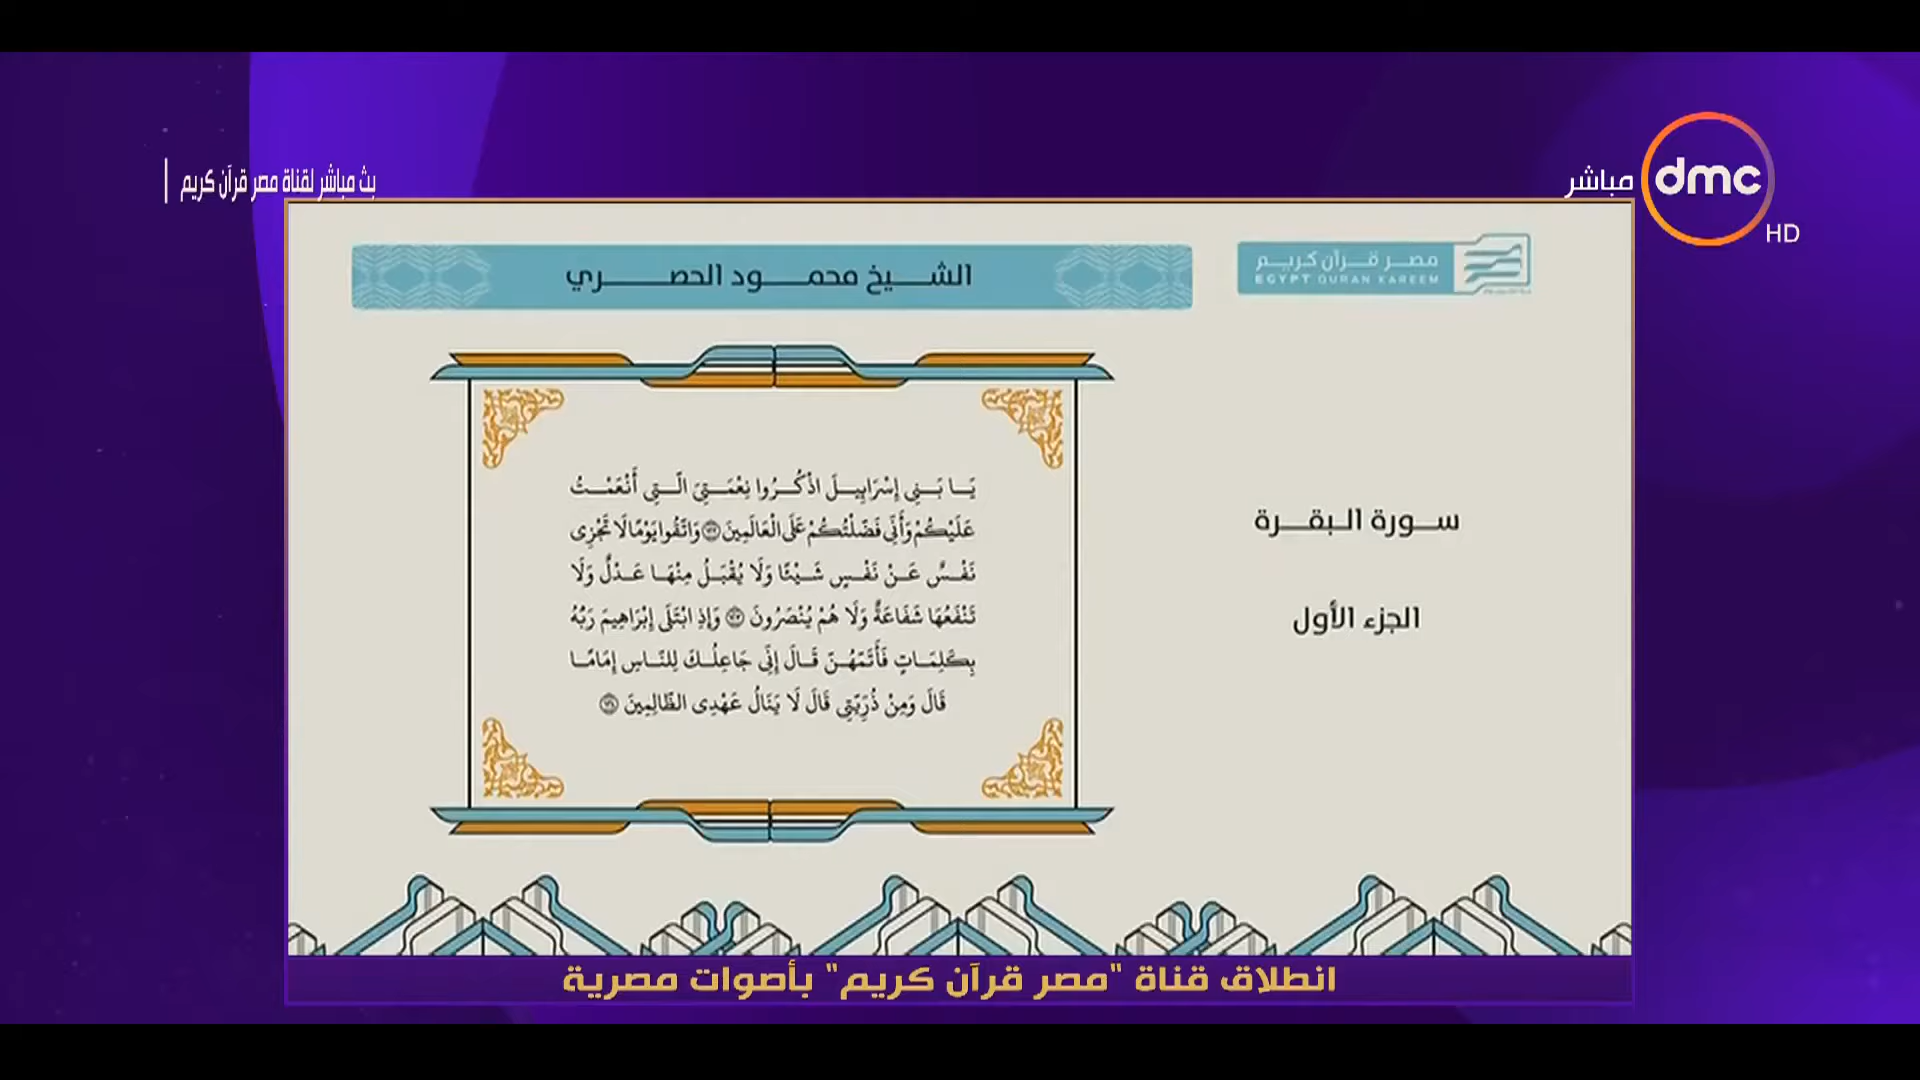 dmc
مباشر
HD
بث مباشر لقناة مصر قرآن كريم
مصر قرآن كريم
EGYPT QURAN KAREEM
الشيخ محمود الحصري
يَا بَنِي إِسْرَابِيلَ اذْكُرُوا نِعْمَتِيَ الَّتِي أَنْعَمْتُ
عَلَيْكُمْ وَأَنِّي فَضَّلْتُكُمْ عَلَى الْعَالَمِينَ وَاتَّقُوا يَوْمًا لَا تَجْزِى
نَفْسٌ عَنْ نَفْسٍ شَيْئًا وَلَا يُقْبَلُ مِنْهَا عَدْلٌ وَلَا
تَنْفَعُهَا شَفَاعَةٌ وَلَا هُمْ يُنْصَرُونَ وَإِذِ ابْتَلَى إِبْرَاهِيمَ رَبُّهُ
بِكَلِمَاتٍ فَأَتَمَّهُنَّ قَالَ إِنِّي جَاعِلُكَ لِلنَّاسِ إِمَامًا
قَالَ وَمِنْ ذُرِّيَّتِي قَالَ لَا يَنَالُ عَهْدِى الظَّالِمِينَ
سورة البقرة
الجزء الأول
انطلاق قناة "مصر قرآن كريم" بأصوات مصرية